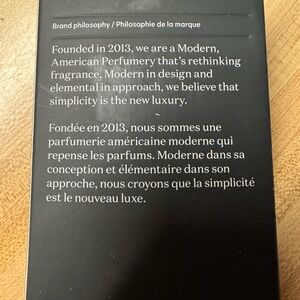 Brand philosophy / Philosophie de la marque
Founded in 2013, we are a Modern,
American Perfumery that's rethinking
fragrance. Modern in design and
elemental in approach, we believe that
simplicity is the new luxury.
Fondée en 2013, nous sommes une
parfumerie américaine moderne qui
repense les parfums. Moderne dans sa
conception et élémentaire dans son
approche, nous croyons que la simplicité
est le nouveau luxe.